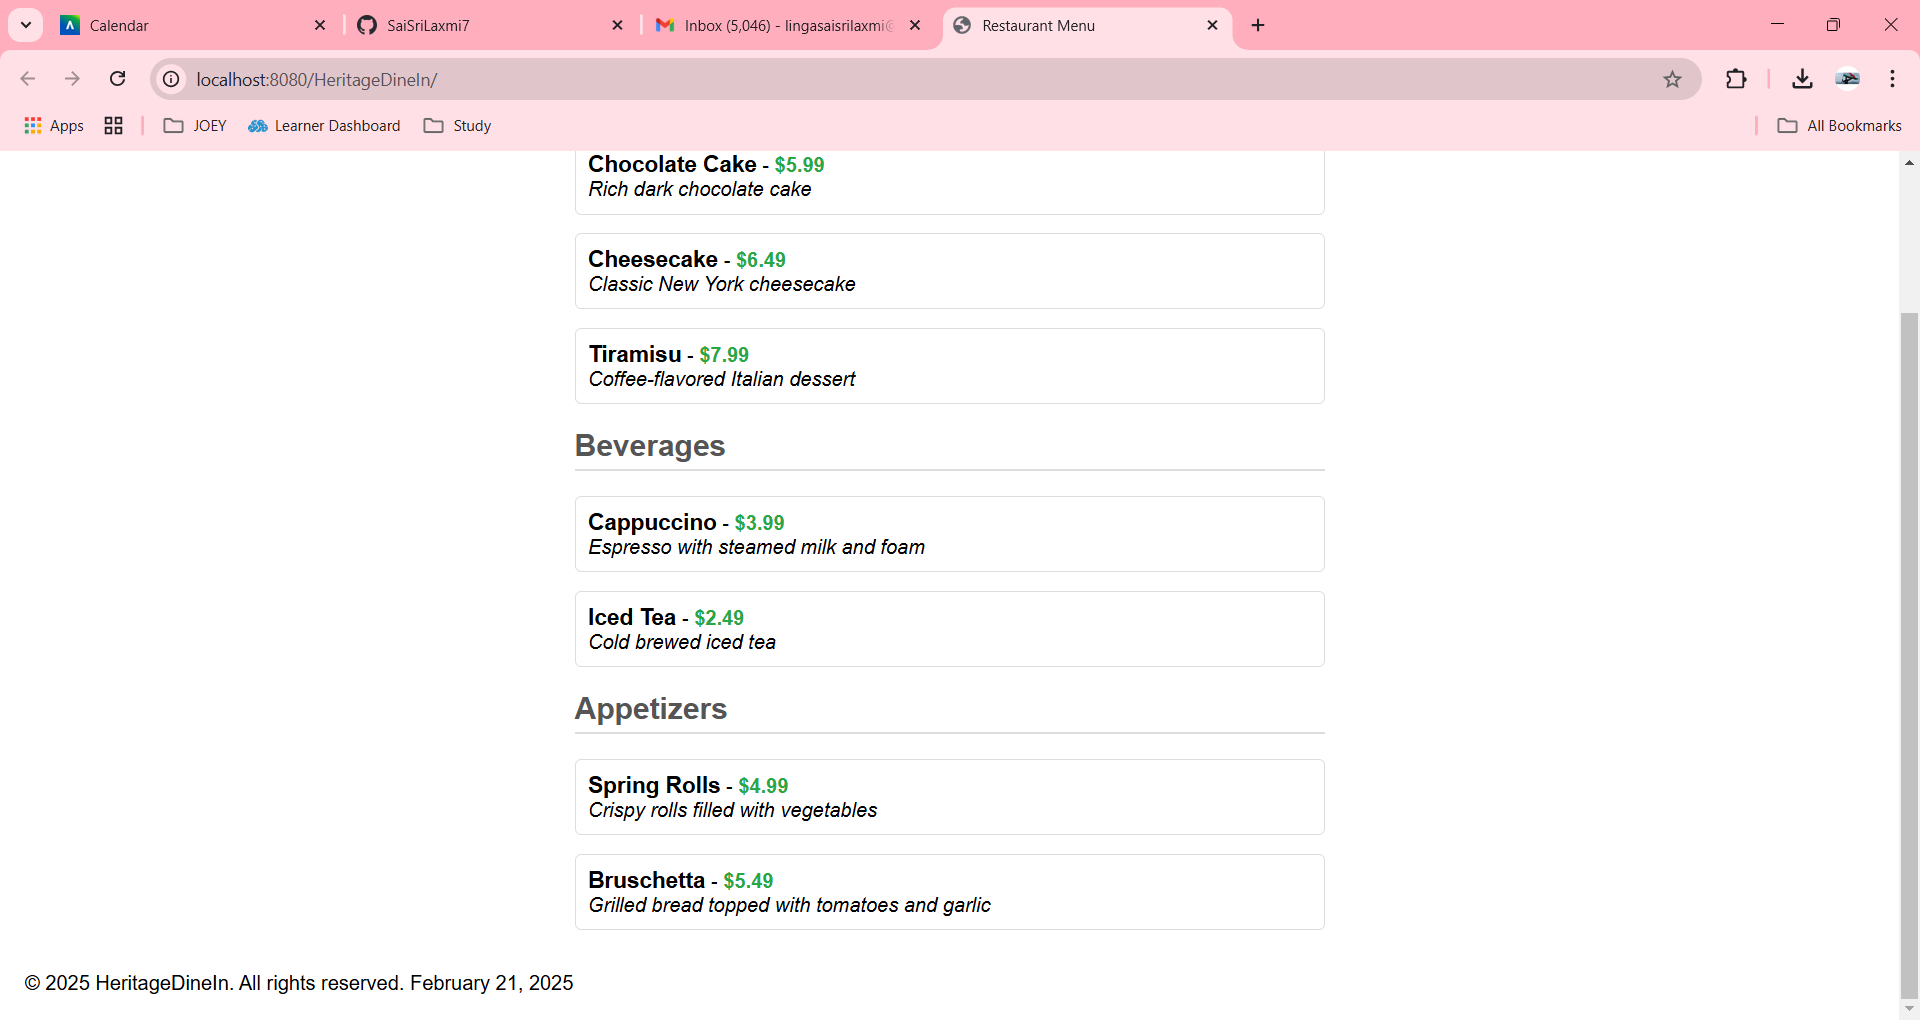 Calendar
SaiSriLaxmi7
Inbox (5,046) - lingasaisrilaxmi@
Restaurant Menu
localhost:8080/HeritageDineIn/
Apps
JOEY
Learner Dashboard
Study
All Bookmarks
Chocolate Cake - $5.99
Rich dark chocolate cake
Cheesecake - $6.49
Classic New York cheesecake
Tiramisu - $7.99
Coffee-flavored Italian dessert
Beverages
Cappuccino - $3.99
Espresso with steamed milk and foam
Iced Tea - $2.49
Cold brewed iced tea
Appetizers
Spring Rolls - $4.99
Crispy rolls filled with vegetables
Bruschetta - $5.49
Grilled bread topped with tomatoes and garlic
© 2025 HeritageDineIn. All rights reserved. February 21, 2025